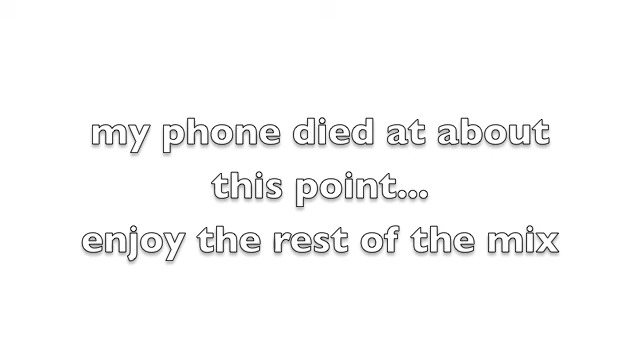 my phone died at about
this point...
enjoy the rest of the mix